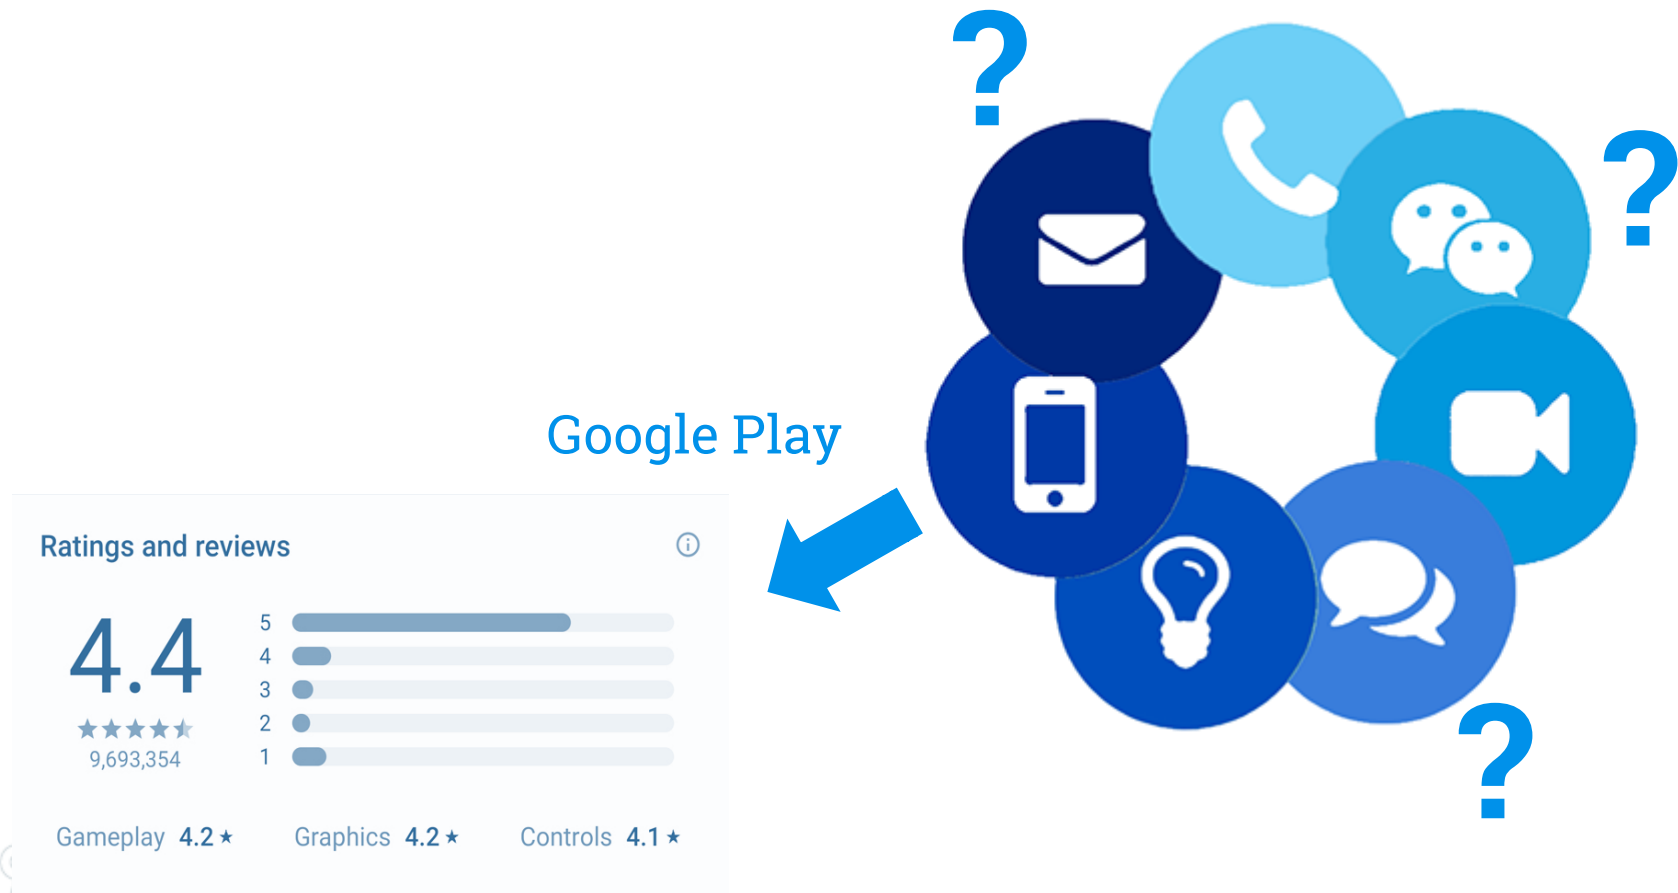 ?
?
Google Play
Ratings and reviews
4.4
9,693,354
5
4
3
2
1
Gameplay 4.2 ★
Graphics 4.2 ★
Controls 4.1 ★
?